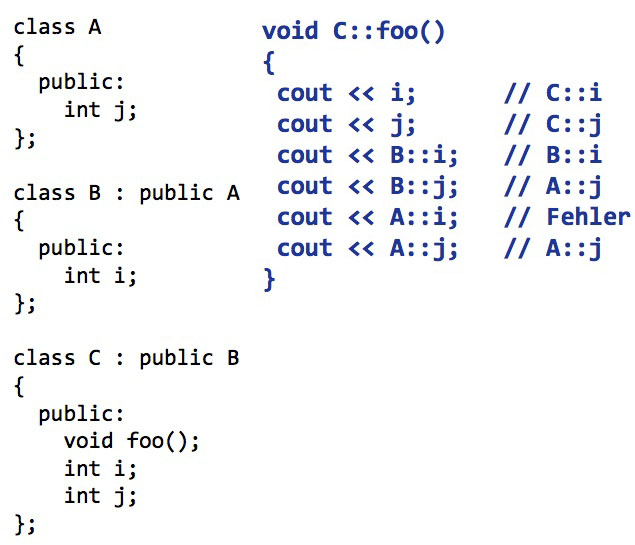 class A
{
  public:
    int j;
};

class B : public A
{
  public:
    int i;
};

class C : public B
{
  public:
    void foo();
    int i;
    int j;
};

void C::foo()
{
 cout << i;      // C::i
 cout << j;      // C::j
 cout << B::i;   // B::i
 cout << B::j;   // A::j
 cout << A::i;   // Fehler
 cout << A::j;   // A::j
}